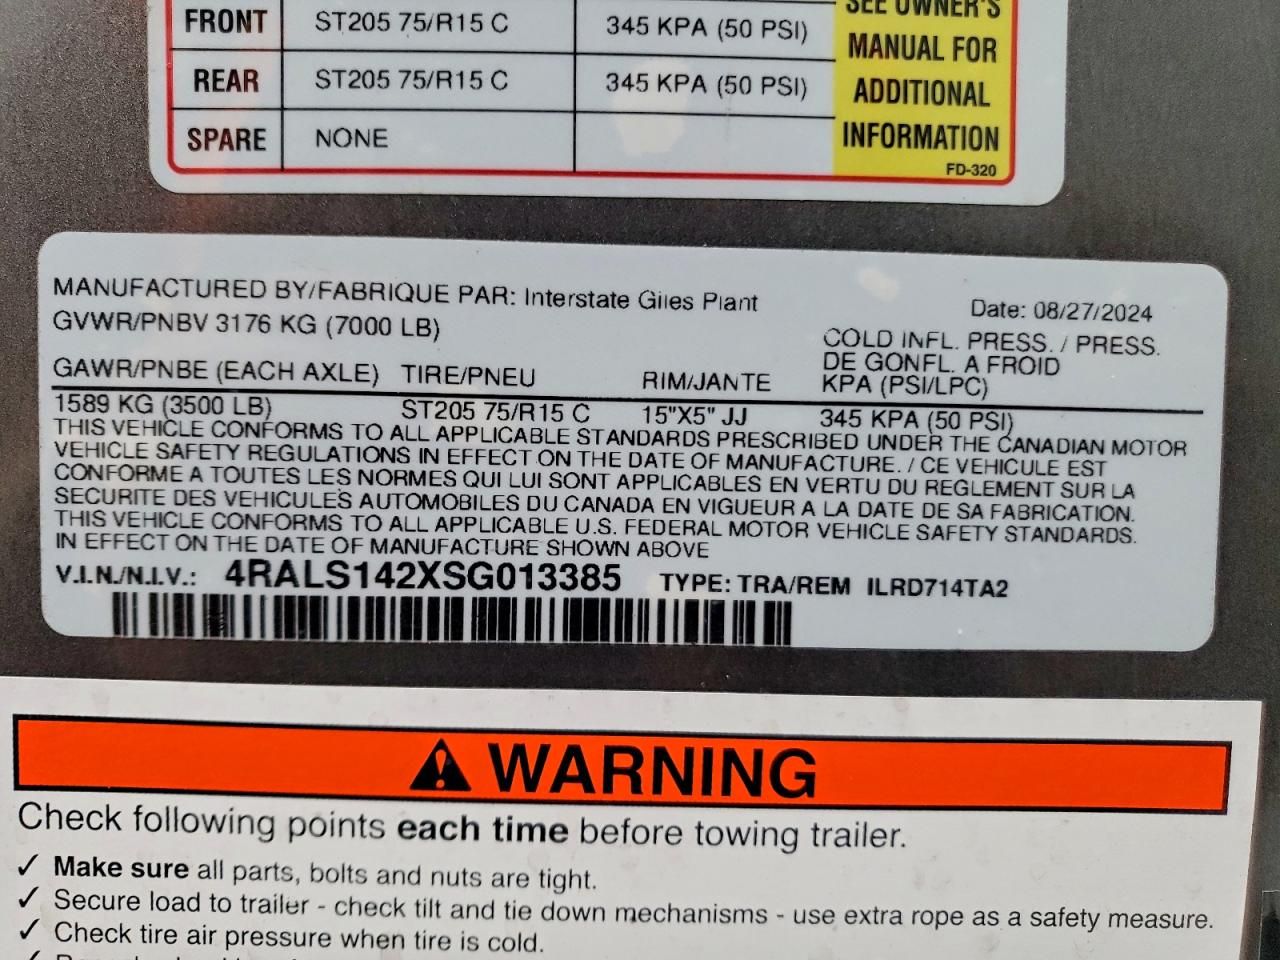 SEE OWNER'S
FRONT ST205 75/R15 C 345 KPA (50 PSI) MANUAL FOR
REAR ST205 75/R15 C 345 KPA (50 PSI) ADDITIONAL
SPARE NONE INFORMATION
FD-320
MANUFACTURED BY/FABRIQUE PAR: Interstate Giles Plant Date: 08/27/2024
GVWR/PNBV 3176 KG (7000 LB)
COLD INFL. PRESS. / PRESS.
DE GONFL. A FROID
GAWR/PNBE (EACH AXLE) TIRE/PNEU RIM/JANTE KPA (PSI/LPC)
1589 KG (3500 LB) ST205 75/R15 C 15"X5" JJ 345 KPA (50 PSI)
THIS VEHICLE CONFORMS TO ALL APPLICABLE STANDARDS PRESCRIBED UNDER THE CANADIAN MOTOR
VEHICLE SAFETY REGULATIONS IN EFFECT ON THE DATE OF MANUFACTURE. / CE VEHICULE EST
CONFORME A TOUTES LES NORMES QUI LUI SONT APPLICABLES EN VERTU DU REGLEMENT SUR LA
SECURITE DES VEHICULES AUTOMOBILES DU CANADA EN VIGUEUR A LA DATE DE SA FABRICATION.
THIS VEHICLE CONFORMS TO ALL APPLICABLE U.S. FEDERAL MOTOR VEHICLE SAFETY STANDARDS.
IN EFFECT ON THE DATE OF MANUFACTURE SHOWN ABOVE
V.I.N./N.I.V.: 4RALS142XSG013385 TYPE: TRA/REM ILRD714TA2
WARNING
Check following points each time before towing trailer.
✓ Make sure all parts, bolts and nuts are tight.
✓ Secure load to trailer - check tilt and tie down mechanisms - use extra rope as a safety measure.
✓ Check tire air pressure when tire is cold.